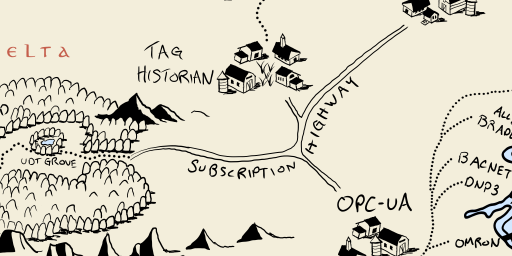 ELTA
TAG
HISTORIAN
HIGHWAY
UDT GROVE
SUBSCRIPTION
OPC-UA
BACNET
DNP3
OMRON